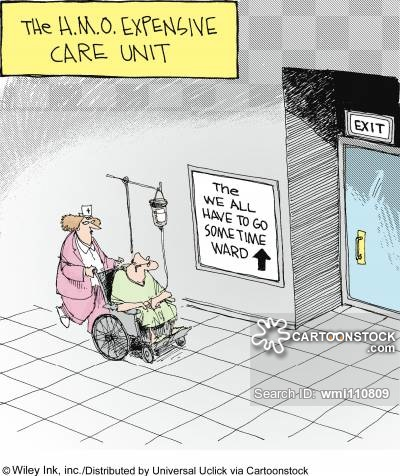 The H.M.O. EXPENSIVE
CARE UNIT
EXIT
The
WE ALL
HAVE TO GO
SOMETIME
WARD
CARTOONSTOCK
.com
Search ID: wml110809
© Wiley Ink, inc./Distributed by Universal Uclick via Cartoonstock